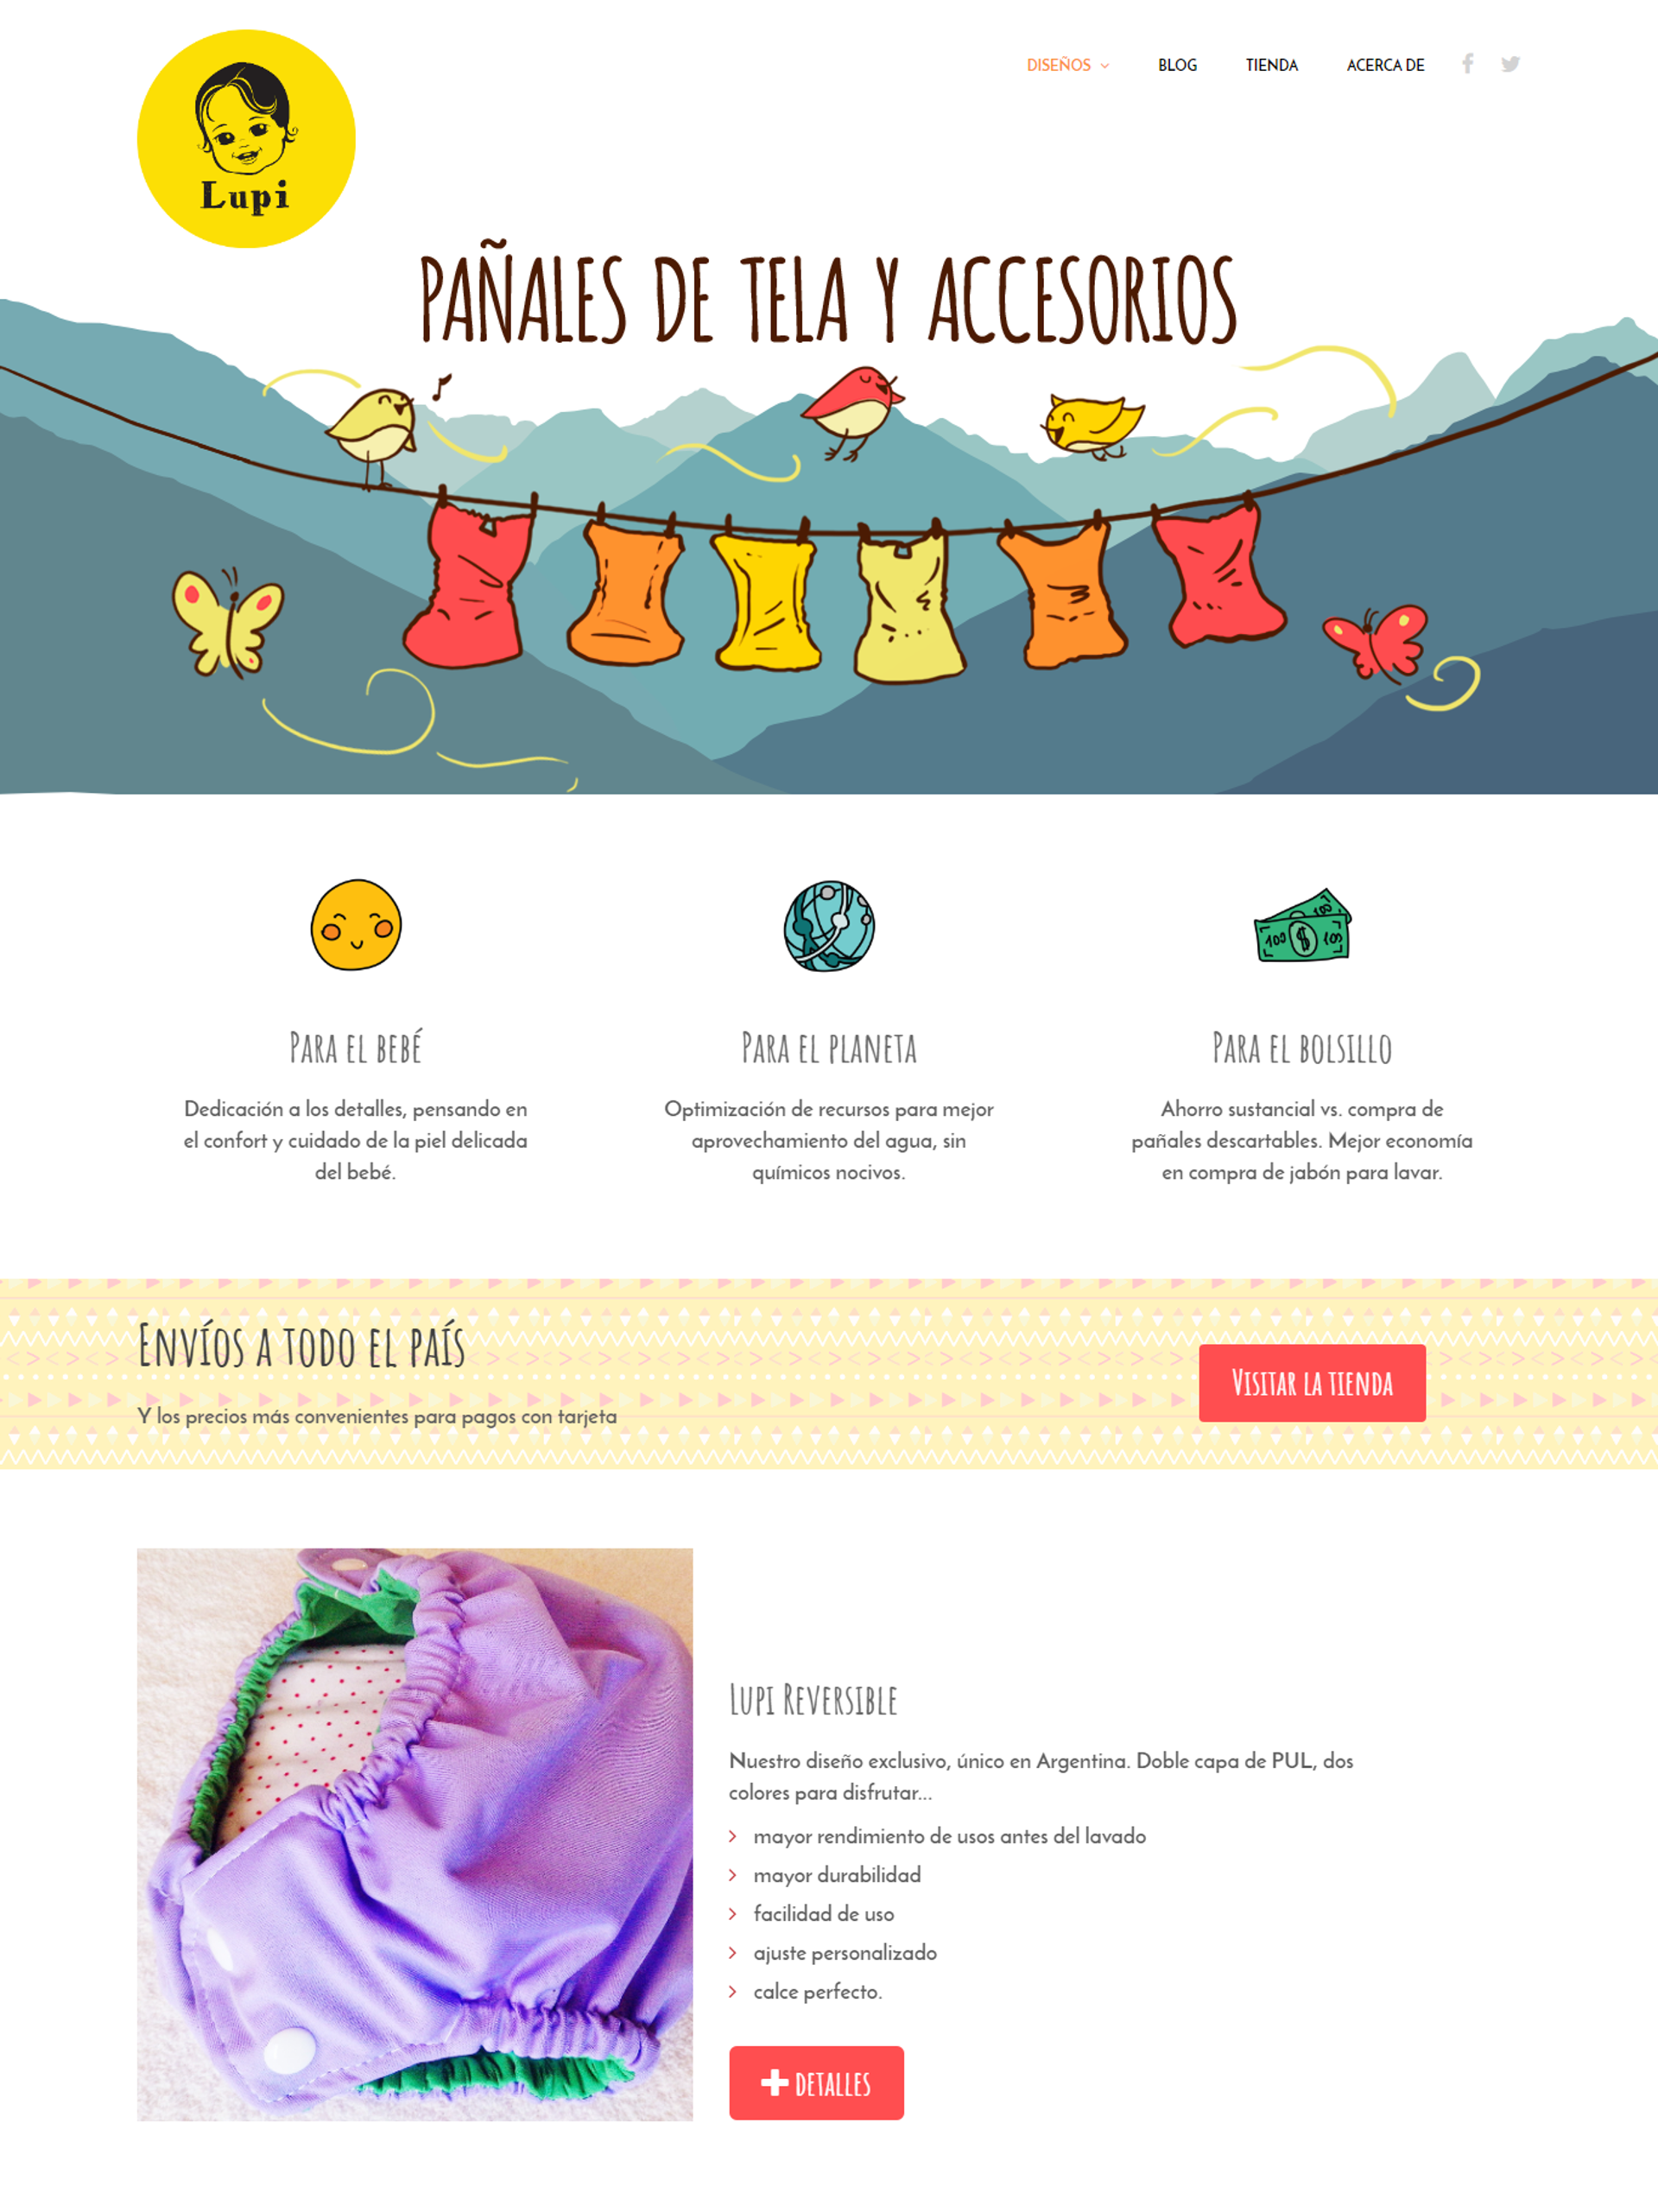 Lupi
DISEÑOS
BLOG
TIENDA
ACERCA DE
PAÑALES DE TELA Y ACCESORIOS
100
100
100
$
Para el bebé
Dedicación a los detalles, pensando en
el confort y cuidado de la piel delicada
del bebé.
Para el planeta
Optimización de recursos para mejor
aprovechamiento del agua, sin
químicos nocivos.
Para el bolsillo
Ahorro sustancial vs. compra de
pañales descartables. Mejor economía
en compra de jabón para lavar.
Envíos a todo el país
Y los precios más convenientes para pagos con tarjeta
Visitar la tienda
Lupi Reversible
Nuestro diseño exclusivo, único en Argentina. Doble capa de PUL, dos
colores para disfrutar...
mayor rendimiento de usos antes del lavado
mayor durabilidad
facilidad de uso
ajuste personalizado
calce perfecto.
DETALLES